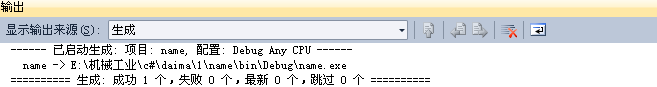 输出
显示输出来源(S): 生成
------ 已启动生成: 项目: name, 配置: Debug Any CPU ------
name -> E:\机械工业\c#\daima\1\name\bin\Debug\name.exe
========== 生成: 成功 1 个，失败 0 个，最新 0 个，跳过 0 个 ==========